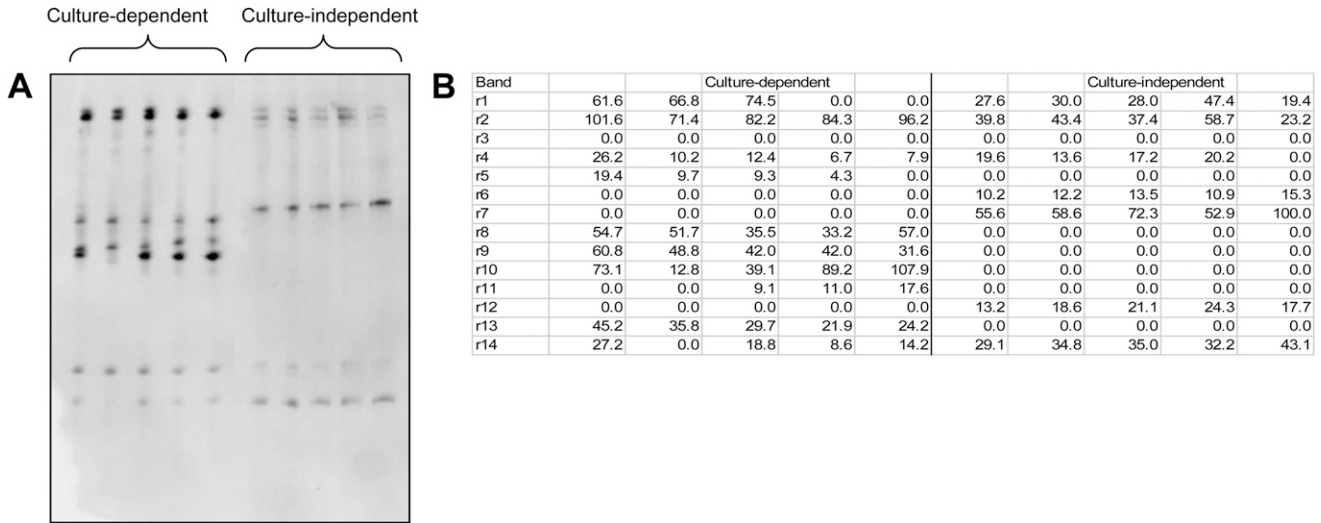 Culture-dependent Culture-independent
A
B
Band Culture-dependent Culture-independent
r1 61.6 66.8 74.5 0.0 0.0 27.6 30.0 28.0 47.4 19.4
r2 101.6 71.4 82.2 84.3 96.2 39.8 43.4 37.4 58.7 23.2
r3 0.0 0.0 0.0 0.0 0.0 0.0 0.0 0.0 0.0 0.0
r4 26.2 10.2 12.4 6.7 7.9 19.6 13.6 17.2 20.2 0.0
r5 19.4 9.7 9.3 4.3 0.0 0.0 0.0 0.0 0.0 0.0
r6 0.0 0.0 0.0 0.0 0.0 10.2 12.2 13.5 10.9 15.3
r7 0.0 0.0 0.0 0.0 0.0 55.6 58.6 72.3 52.9 100.0
r8 54.7 51.7 35.5 33.2 57.0 0.0 0.0 0.0 0.0 0.0
r9 60.8 48.8 42.0 42.0 31.6 0.0 0.0 0.0 0.0 0.0
r10 73.1 12.8 39.1 89.2 107.9 0.0 0.0 0.0 0.0 0.0
r11 0.0 0.0 9.1 11.0 17.6 0.0 0.0 0.0 0.0 0.0
r12 0.0 0.0 0.0 0.0 0.0 13.2 18.6 21.1 24.3 17.7
r13 45.2 35.8 29.7 21.9 24.2 0.0 0.0 0.0 0.0 0.0
r14 27.2 0.0 18.8 8.6 14.2 29.1 34.8 35.0 32.2 43.1